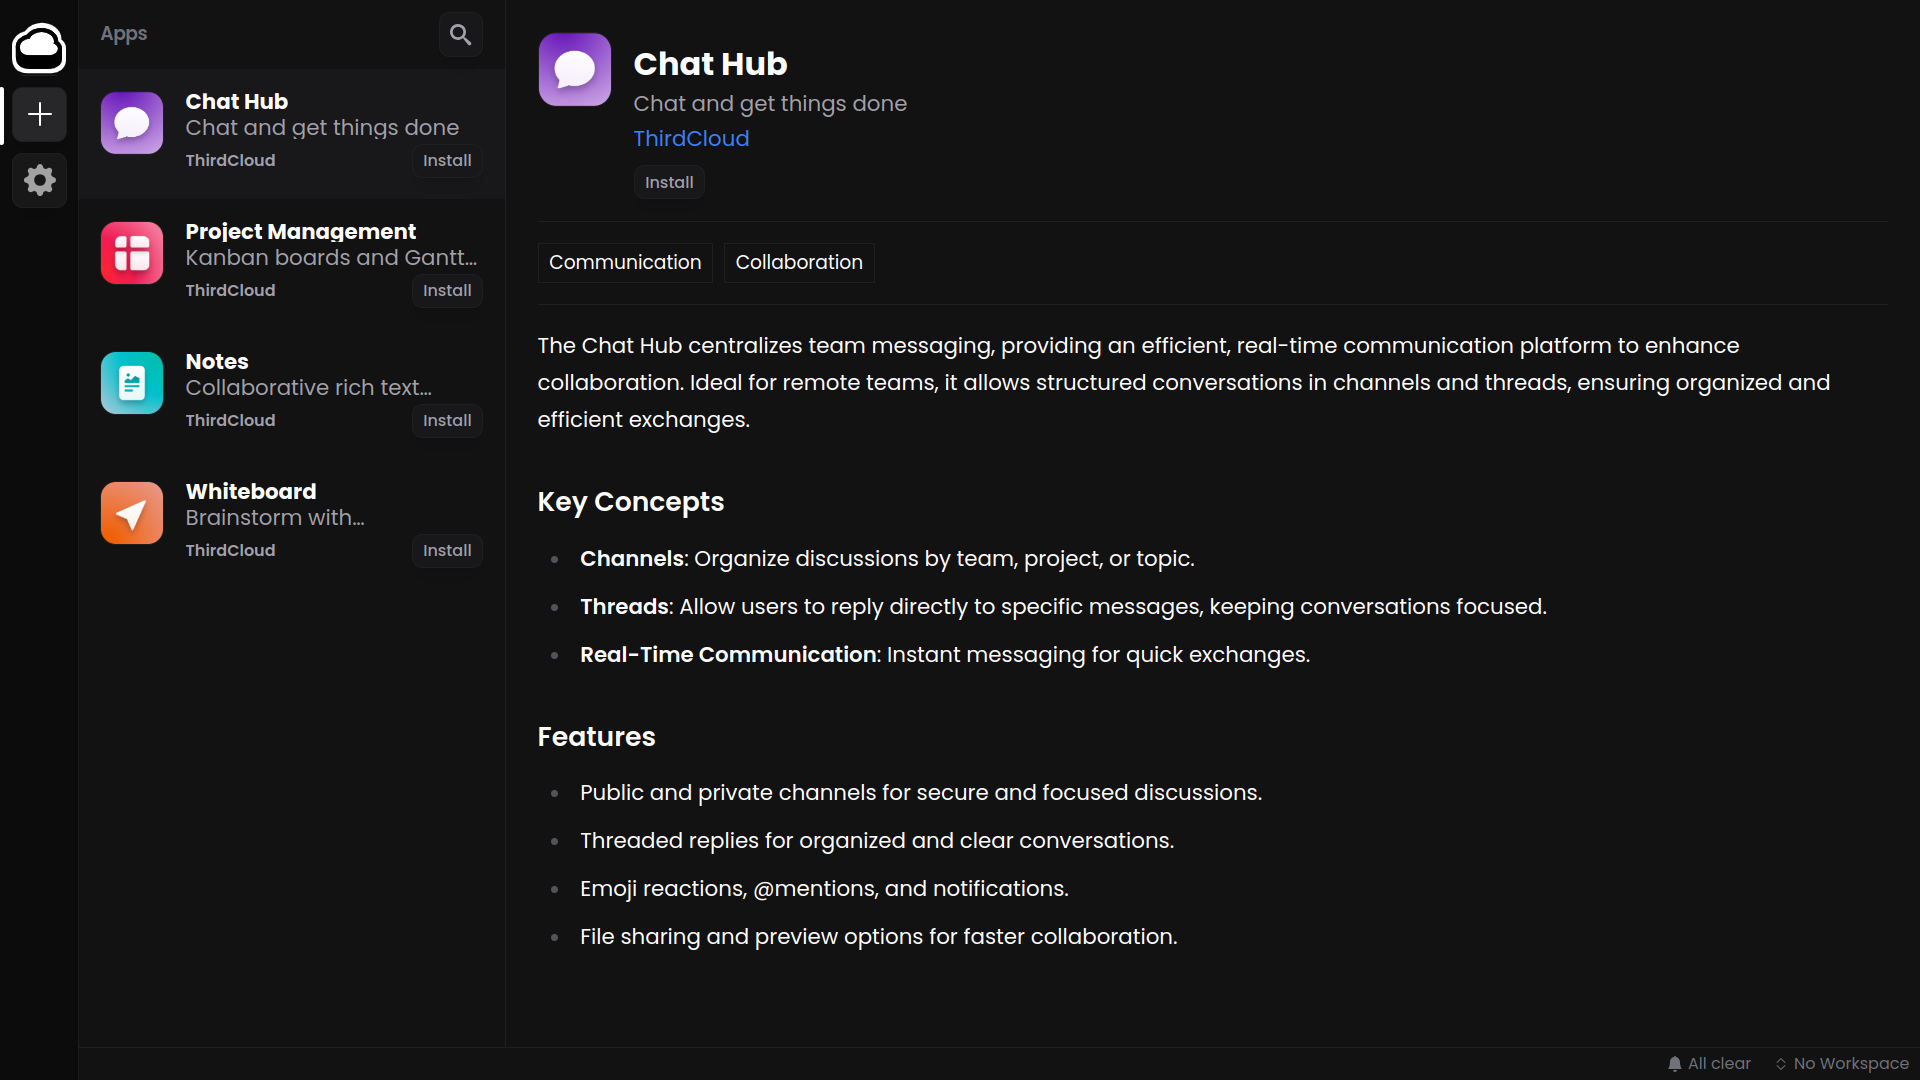 Apps
Chat Hub
Chat and get things done
ThirdCloud
Install
Project Management
Kanban boards and Gantt...
ThirdCloud
Install
Notes
Collaborative rich text...
ThirdCloud
Install
Whiteboard
Brainstorm with...
ThirdCloud
Install
Chat Hub
Chat and get things done
ThirdCloud
Install
Communication
Collaboration
The Chat Hub centralizes team messaging, providing an efficient, real-time communication platform to enhance
collaboration. Ideal for remote teams, it allows structured conversations in channels and threads, ensuring organized and
efficient exchanges.
Key Concepts
Channels: Organize discussions by team, project, or topic.
Threads: Allow users to reply directly to specific messages, keeping conversations focused.
Real-Time Communication: Instant messaging for quick exchanges.
Features
Public and private channels for secure and focused discussions.
Threaded replies for organized and clear conversations.
Emoji reactions, @mentions, and notifications.
File sharing and preview options for faster collaboration.
All clear
No Workspace